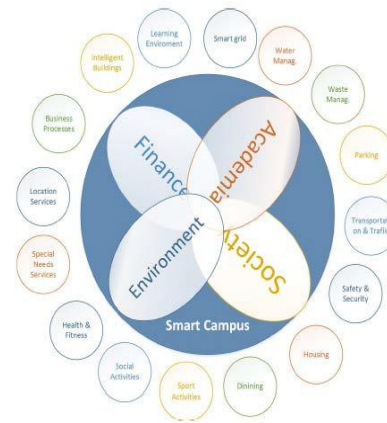 Learning
Enviroment
Smart grid
Water
Manag.
Waste
Manag.
Parking
Transportati
on & Trafic
Safety &
Security
Housing
Dinining
Sport
Activities
Social
Activities
Health &
Fitness
Special
Needs
Services
Location
Services
Business
Processes
Intelligent
Buildings
Finance
Academia
Environment
Society
Smart Campus